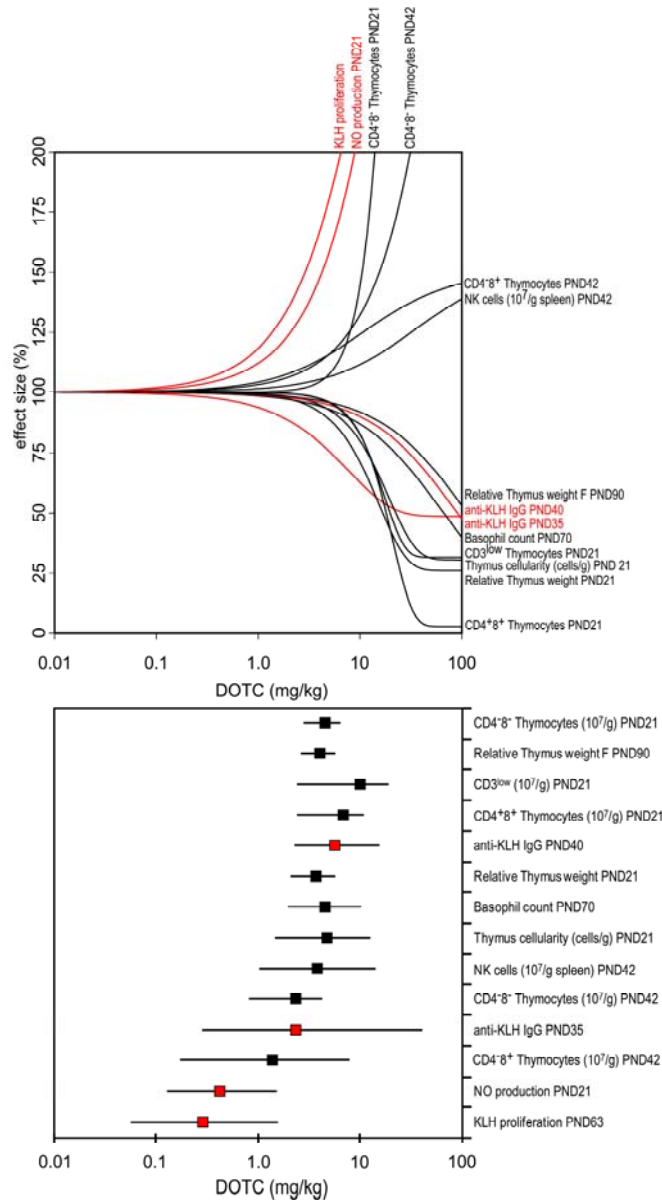 KLH proliferation
NO production PND21
CD4⁻8⁻ Thymocytes PND21
CD4⁻8⁻ Thymocytes PND42
200
175
150
125
100
75
50
25
0
effect size (%)
CD4⁻8⁺ Thymocytes PND42
NK cells (10⁷/g spleen) PND42
Relative Thymus weight F PND90
anti-KLH IgG PND40
anti-KLH IgG PND35
Basophil count PND70
CD3ˡᵒʷ Thymocytes PND21
Thymus cellularity (cells/g) PND 21
Relative Thymus weight PND21
CD4⁺8⁺ Thymocytes PND21
0.01 0.1 1.0 10 100
DOTC (mg/kg)
CD4⁻8⁻ Thymocytes (10⁷/g) PND21
Relative Thymus weight F PND90
CD3ˡᵒʷ (10⁷/g) PND21
CD4⁺8⁺ Thymocytes (10⁷/g) PND21
anti-KLH IgG PND40
Relative Thymus weight PND21
Basophil count PND70
Thymus cellularity (cells/g) PND21
NK cells (10⁷/g spleen) PND42
CD4⁻8⁻ Thymocytes (10⁷/g) PND42
anti-KLH IgG PND35
CD4⁻8⁺ Thymocytes (10⁷/g) PND42
NO production PND21
KLH proliferation PND63
0.01 0.1 1.0 10 100
DOTC (mg/kg)